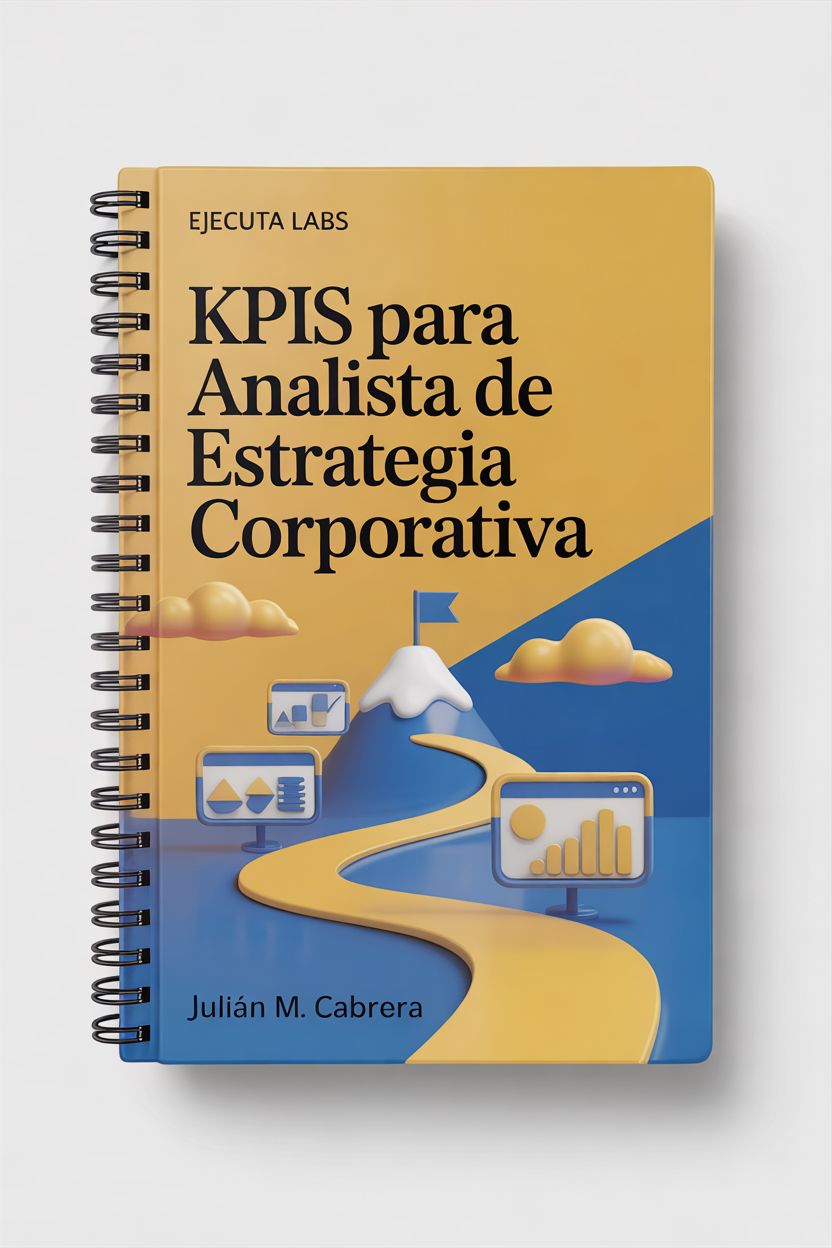 EJECUTA LABS
KPIS para
Analista de
Estrategia
Corporativa
Julián M. Cabrera